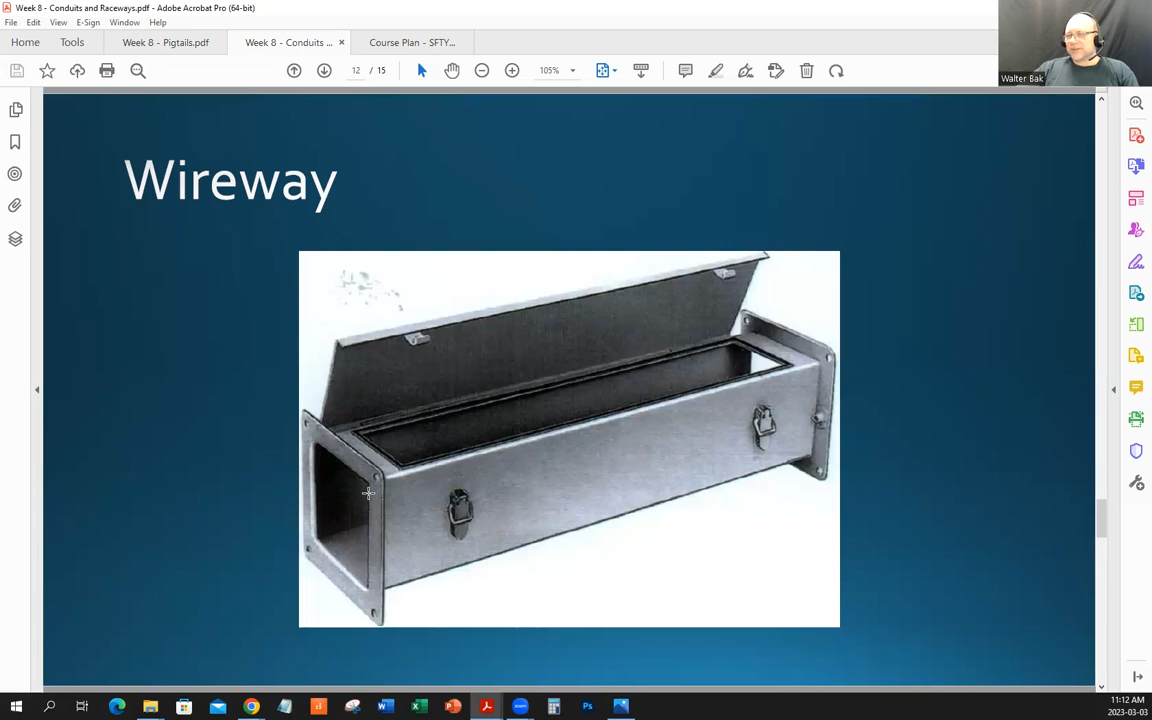 Week 8 - Conduits and Raceways.pdf - Adobe Acrobat Pro (64-bit)
File Edit View E-Sign Window Help
Home Tools Week 8 - Pigtails.pdf Week 8 - Conduits ... × Course Plan - SFTY...
12 / 15 105%
Walter Bak
Wireway
11:12 AM
2023-03-03